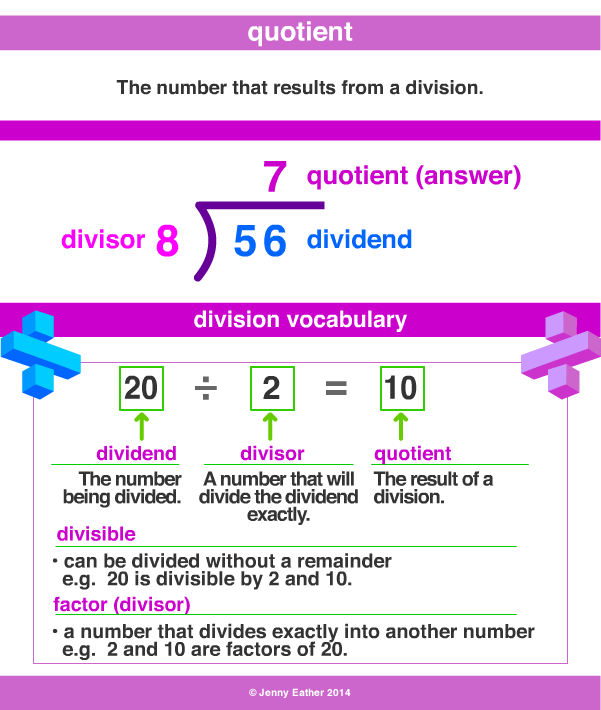 quotient
The number that results from a division.
7 quotient (answer)
divisor 8 56 dividend
division vocabulary
20 ÷ 2 = 10
dividend divisor quotient
The number A number that will The result of a
being divided. divide the dividend division.
exactly.
divisible
• can be divided without a remainder
e.g. 20 is divisible by 2 and 10.
factor (divisor)
• a number that divides exactly into another number
e.g. 2 and 10 are factors of 20.
© Jenny Eather 2014